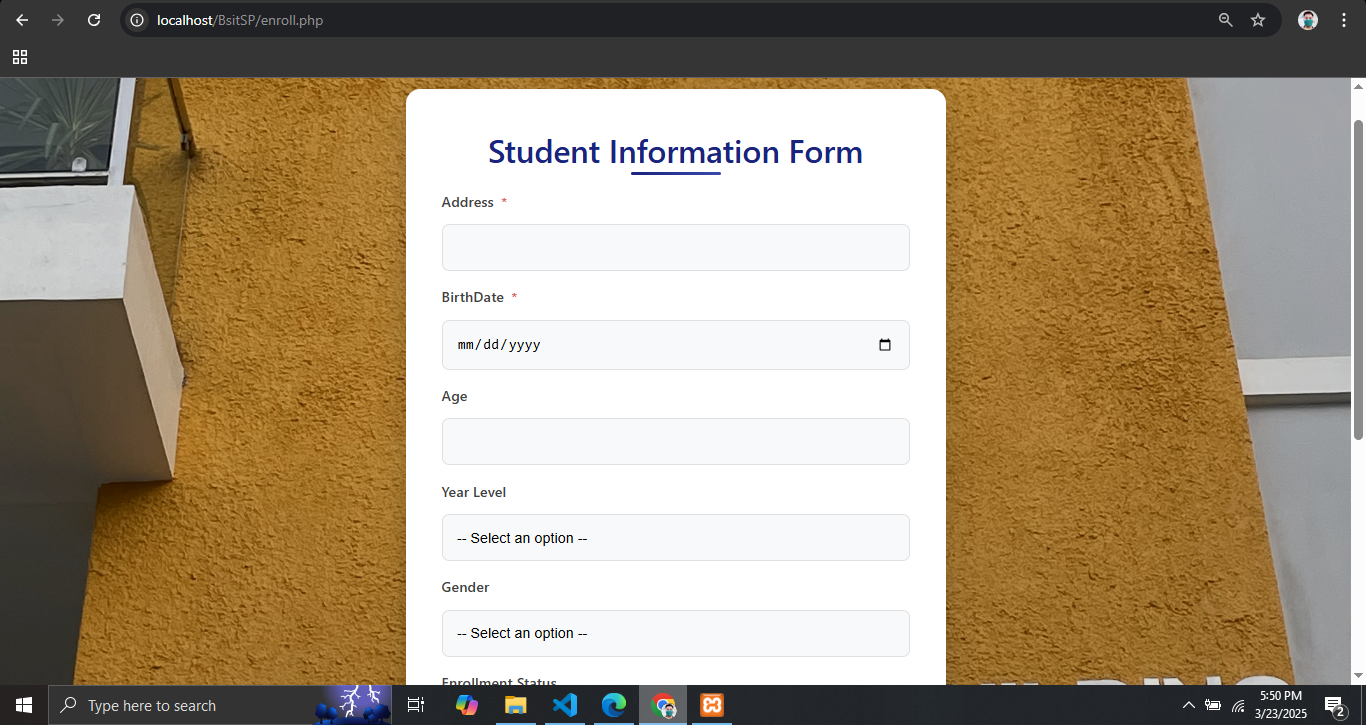 localhost/BsitSP/enroll.php
Student Information Form
Address *
BirthDate *
mm/dd/yyyy
Age
Year Level
-- Select an option --
Gender
-- Select an option --
Enrollment Status
Type here to search
5:50 PM
3/23/2025
2